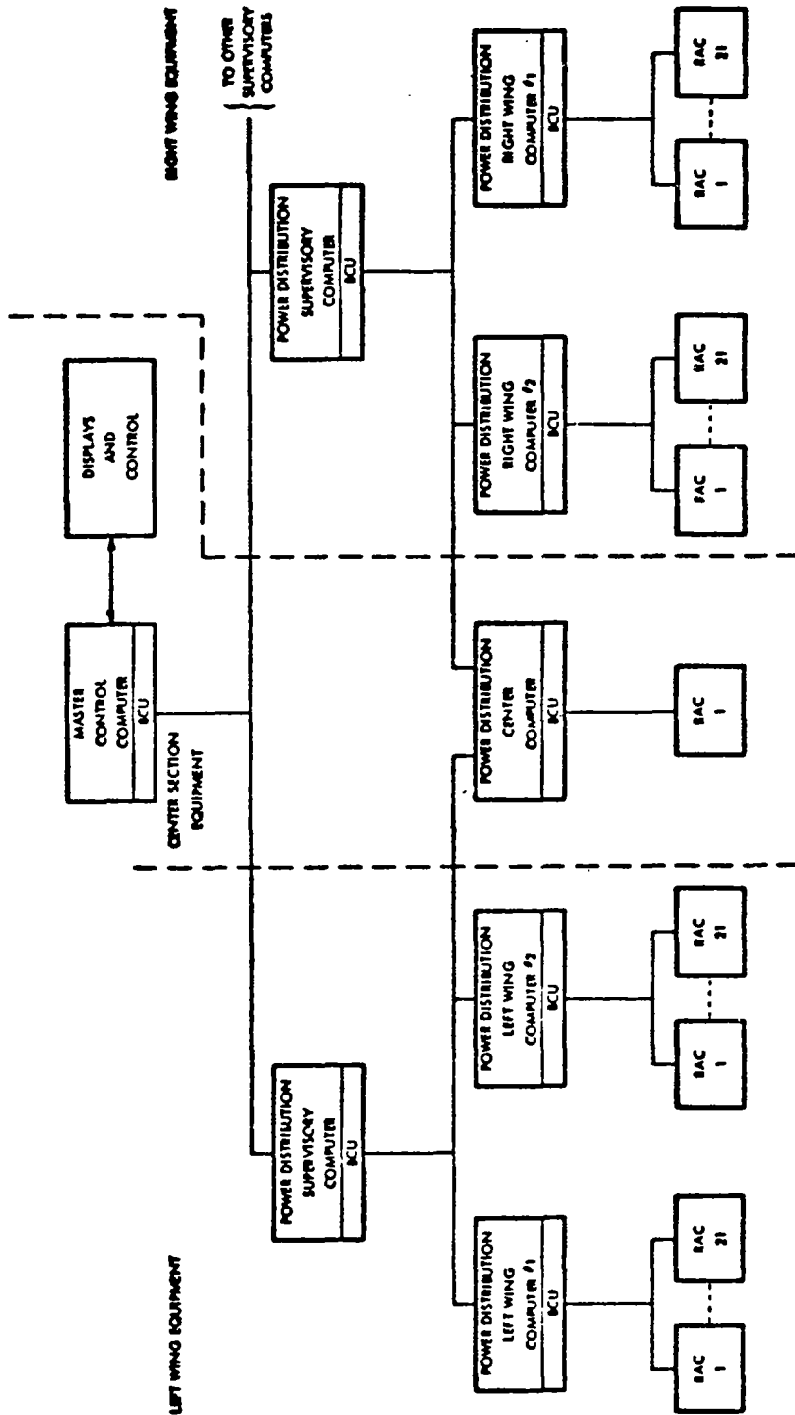 RIGHT WING EQUIPMENT
TO OTHER
SUPERVISORY
COMPUTERS
DISPLAYS
AND
CONTROL
MASTER
CONTROL
COMPUTER
BCU
CENTER SECTION
EQUIPMENT
LEFT WING EQUIPMENT
POWER DISTRIBUTION
SUPERVISORY
COMPUTER
BCU
POWER DISTRIBUTION
SUPERVISORY
COMPUTER
BCU
POWER DISTRIBUTION
LEFT WING
COMPUTER #1
BCU
POWER DISTRIBUTION
LEFT WING
COMPUTER #2
BCU
POWER DISTRIBUTION
CENTER
COMPUTER
BCU
POWER DISTRIBUTION
RIGHT WING
COMPUTER #2
BCU
POWER DISTRIBUTION
RIGHT WING
COMPUTER #1
BCU
RAC
1
RAC
21
RAC
1
RAC
21
RAC
1
RAC
1
RAC
21
RAC
1
RAC
21